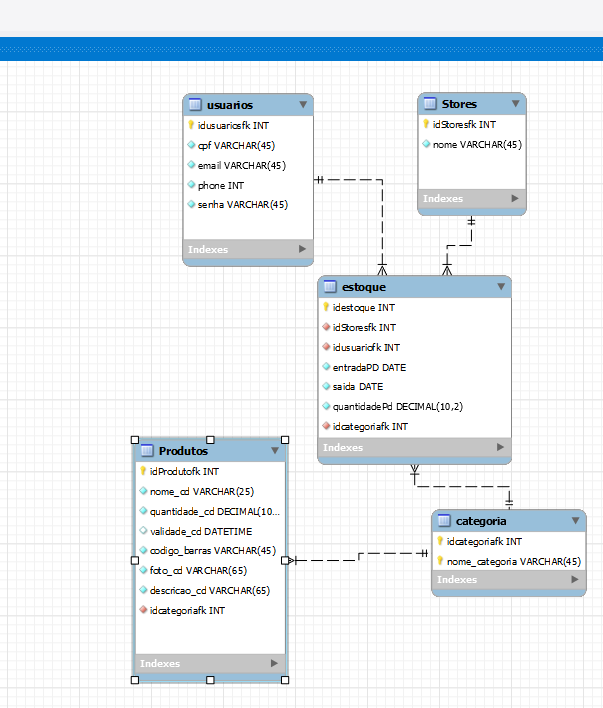 usuarios
idusuariosfk INT
cpf VARCHAR(45)
email VARCHAR(45)
phone INT
senha VARCHAR(45)
Indexes
Stores
idStoresfk INT
nome VARCHAR(45)
Indexes
estoque
idestoque INT
idStoresfk INT
idusuariofk INT
entradaPD DATE
saida DATE
quantidadePd DECIMAL(10,2)
idcategoriafk INT
Indexes
Produtos
idProdutofk INT
nome_cd VARCHAR(25)
quantidade_cd DECIMAL(10...
validade_cd DATETIME
codigo_barras VARCHAR(45)
foto_cd VARCHAR(65)
descricao_cd VARCHAR(65)
idcategoriafk INT
Indexes
categoria
idcategoriafk INT
nome_categoria VARCHAR(45)
Indexes